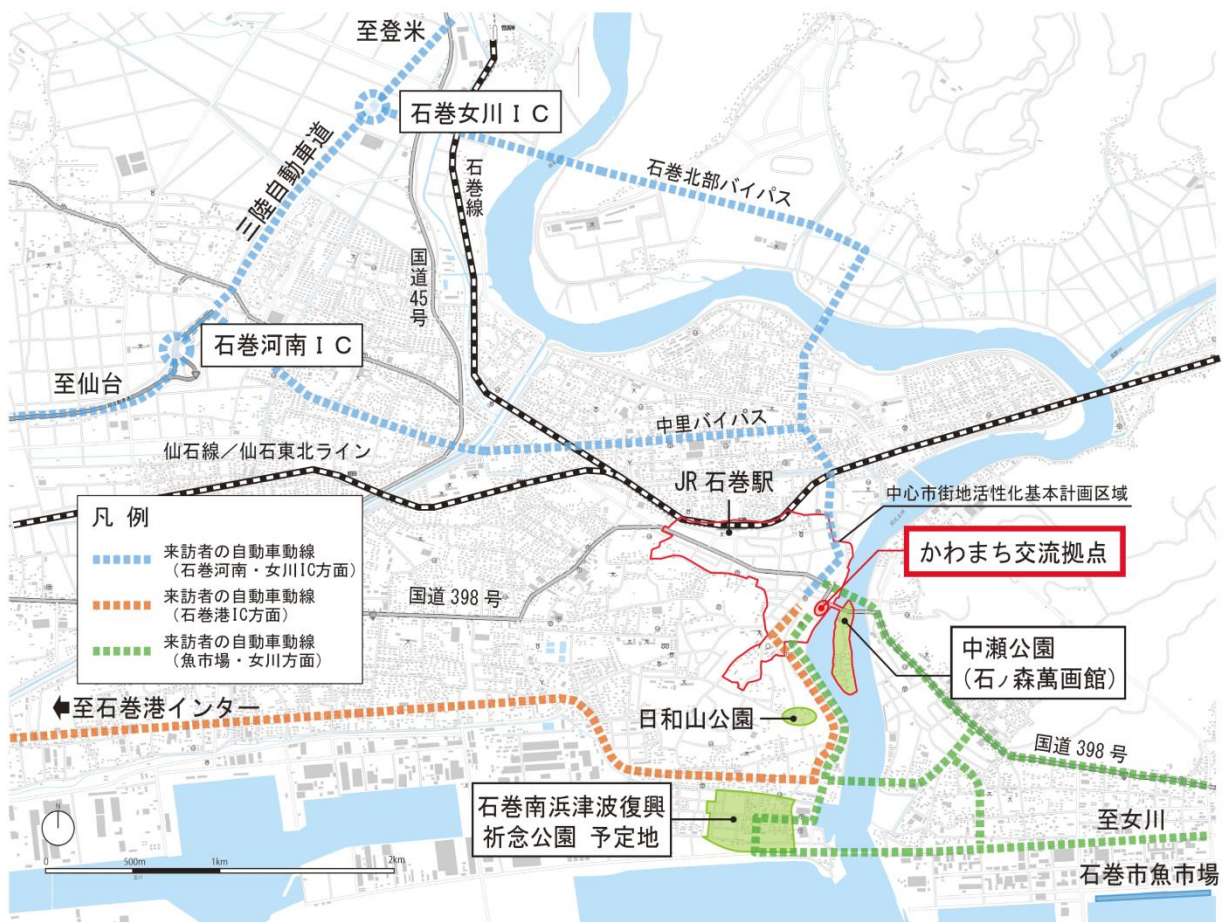 至登米
石巻女川ＩＣ
三陸自動車道
石巻線
石巻北部バイパス
国道45号
石巻河南ＩＣ
至仙台
中里バイパス
仙石線／仙石東北ライン
JR 石巻駅
中心市街地活性化基本計画区域
凡 例
来訪者の自動車動線
（石巻河南・女川IC方面）
来訪者の自動車動線
（石巻港IC方面）
来訪者の自動車動線
（魚市場・女川方面）
かわまち交流拠点
国道 398 号
中瀬公園
（石ノ森萬画館）
至石巻港インター
日和山公園
国道 398 号
石巻南浜津波復興
祈念公園 予定地
至女川
石巻市魚市場
N
0 500m 1km 2km